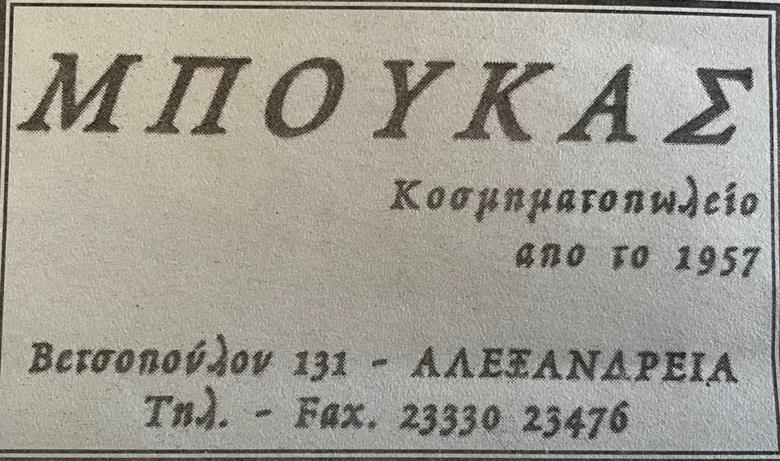 ΜΠΟΥΚΑΣ
Κοσμηματοπωλείο
απο το 1957
Βετσοπούλου 131 - ΑΛΕΞΑΝΔΡΕΙΑ
Τηλ. - Fax. 23330 23476